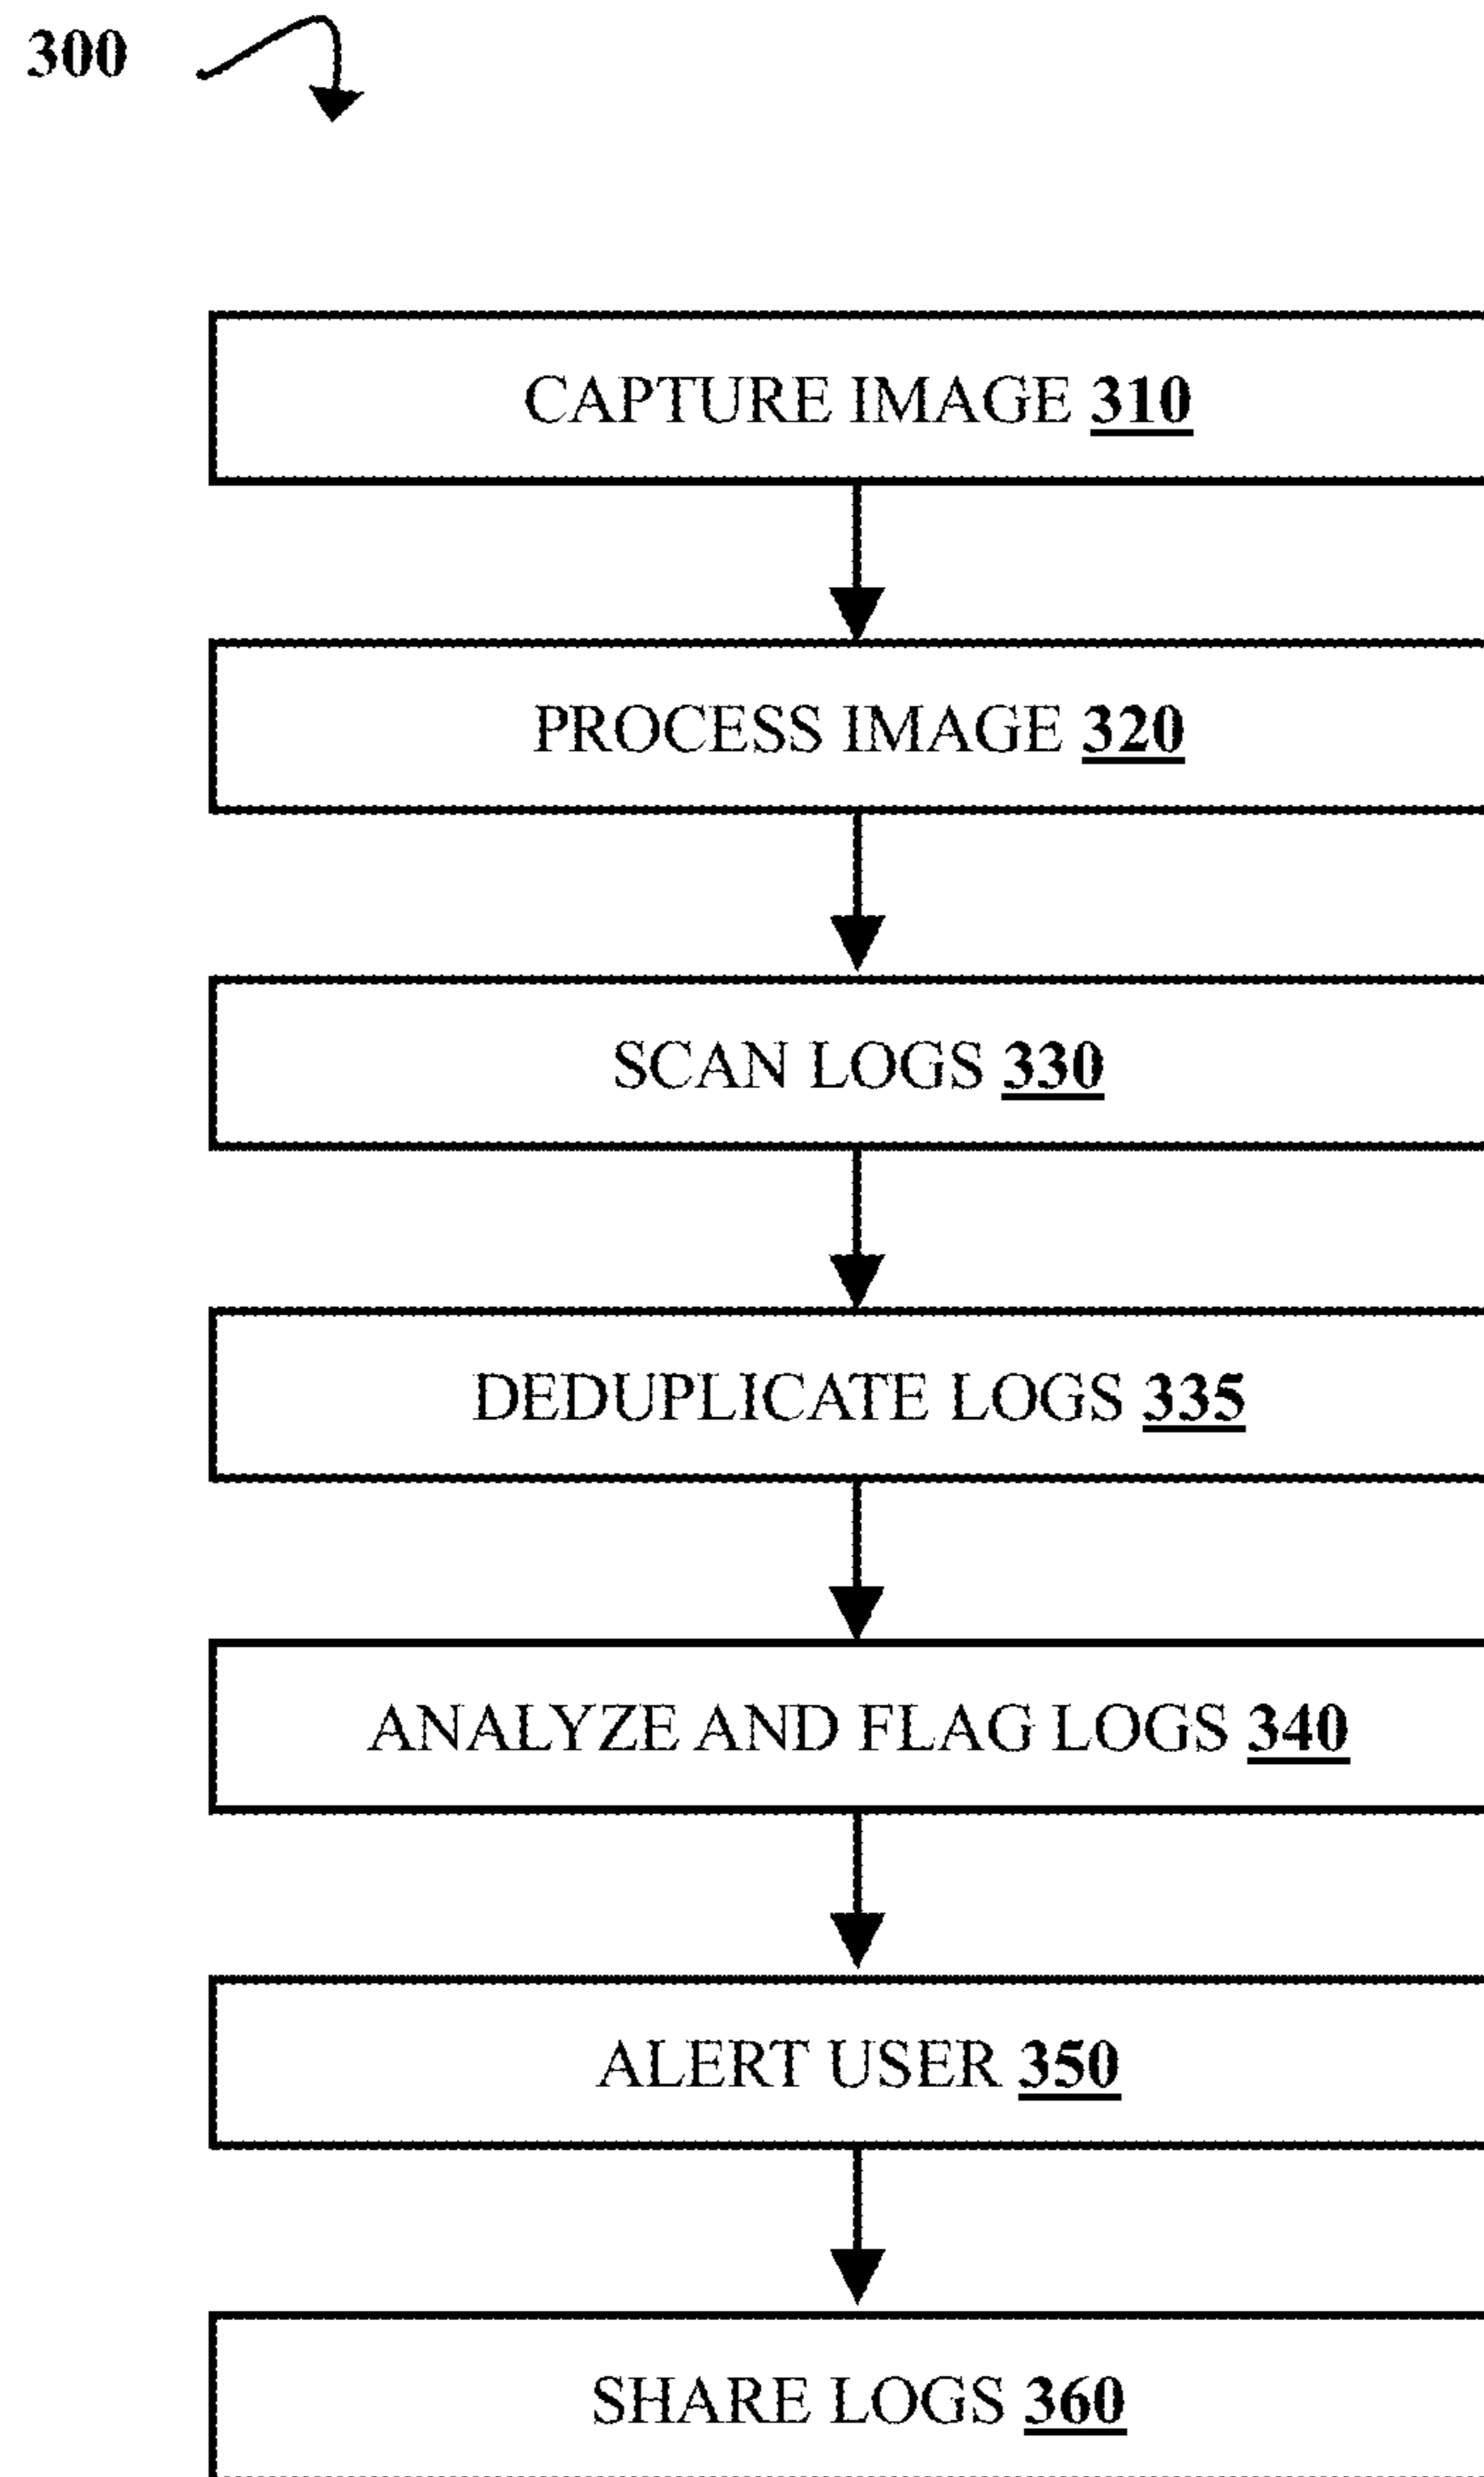 300
CAPTURE IMAGE 310
PROCESS IMAGE 320
SCAN LOGS 330
DEDUPLICATE LOGS 335
ANALYZE AND FLAG LOGS 340
ALERT USER 350
SHARE LOGS 360